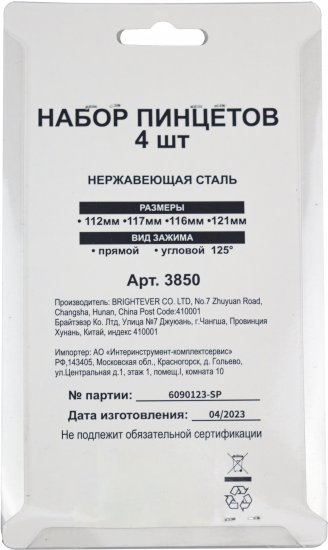 НАБОР ПИНЦЕТОВ
4 шт
НЕРЖАВЕЮЩАЯ СТАЛЬ
РАЗМЕРЫ
• 112мм •117мм •116мм •121мм
ВИД ЗАЖИМА
• прямой • угловой 125°
Арт. 3850
Производитель: BRIGHTEVER CO. LTD, No.7 Zhuyuan Road,
Changsha, Hunan, China Post Code:410001
Брайтэвэр Ко. Лтд, Улица №7 Джуюань, г.Чангша, Провинция
Хунань, Китай, индекс 410001
Импортер: АО «Интеринструмент-комплектсервис»
РФ,143405, Московская обл., Красногорск, д. Гольево,
ул.Центральная д.1, этаж 1, помещ.I, комната 10
№ партии: 6090123-SP
Дата изготовления: 04/2023
Не подлежит обязательной сертификации